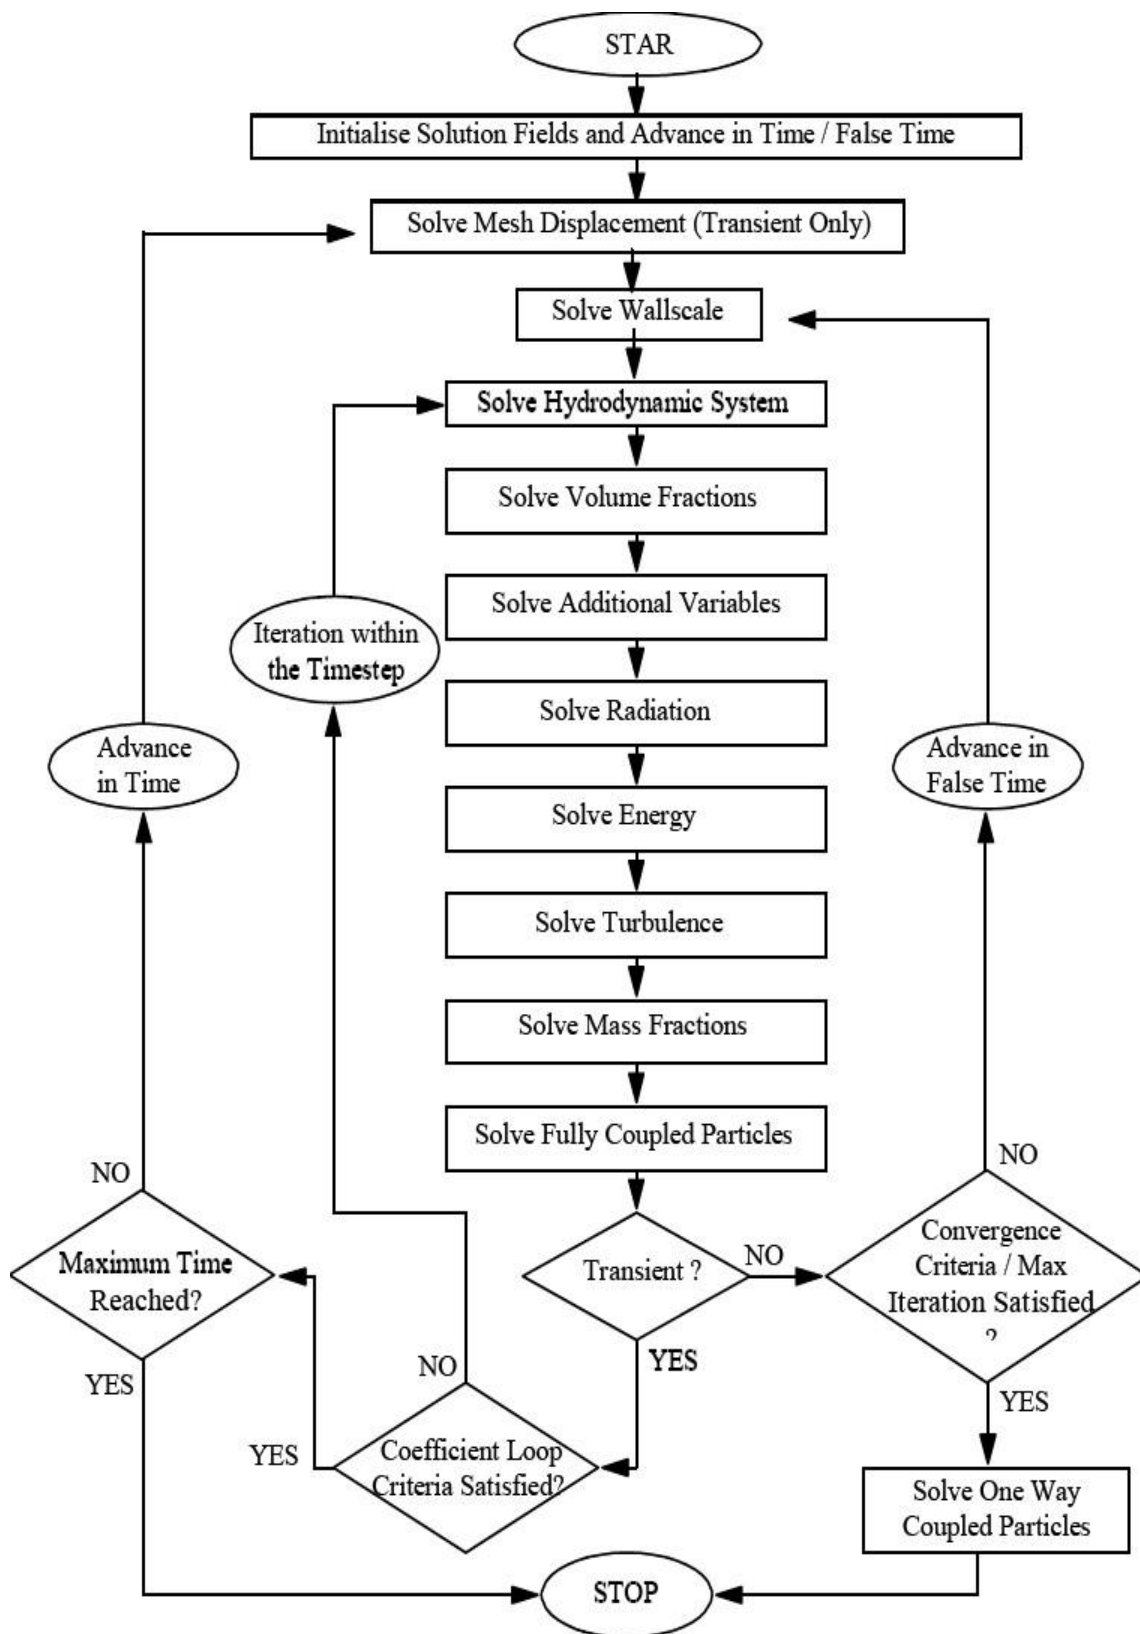 STAR
Initialise Solution Fields and Advance in Time / False Time
Solve Mesh Displacement (Transient Only)
Solve Wallscale
Solve Hydrodynamic System
Solve Volume Fractions
Solve Additional Variables
Iteration within
the Timestep
Solve Radiation
Advance
in Time
Advance in
False Time
Solve Energy
Solve Turbulence
Solve Mass Fractions
Solve Fully Coupled Particles
NO
Maximum Time
Reached?
YES
Transient ?
NO
YES
NO
Convergence
Criteria / Max
Iteration Satisfied
?
YES
NO
Coefficient Loop
Criteria Satisfied?
YES
Solve One Way
Coupled Particles
STOP